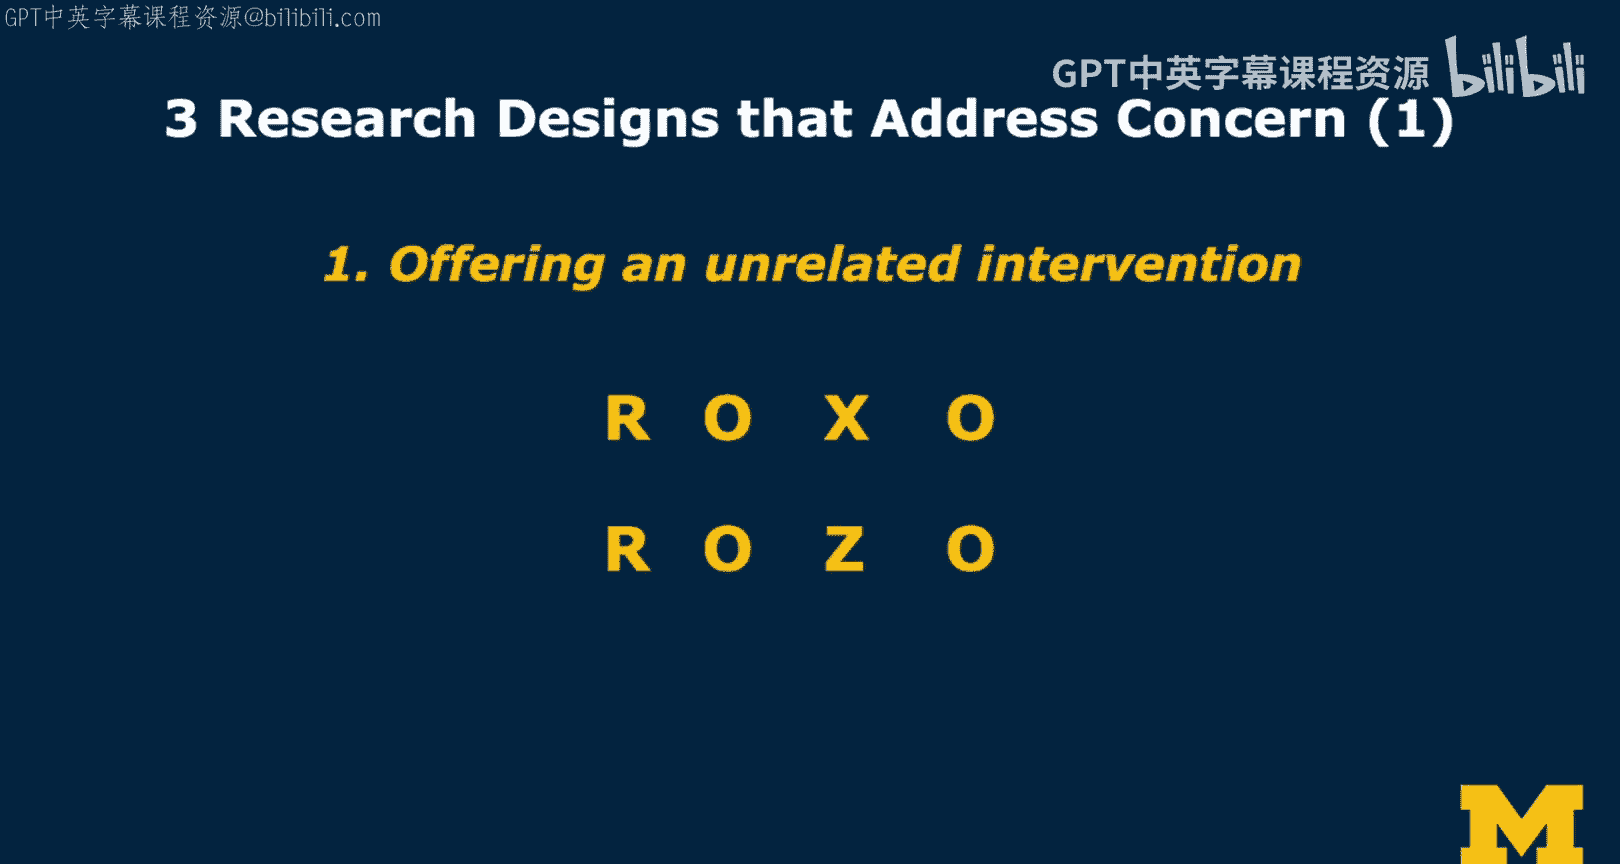 GPT中英字幕课程资源@bilibili.com
GPT中英字幕课程资源 bilibili
3 Research Designs that Address Concern (1)
1. Offering an unrelated intervention
R O X O
R O Z O
M